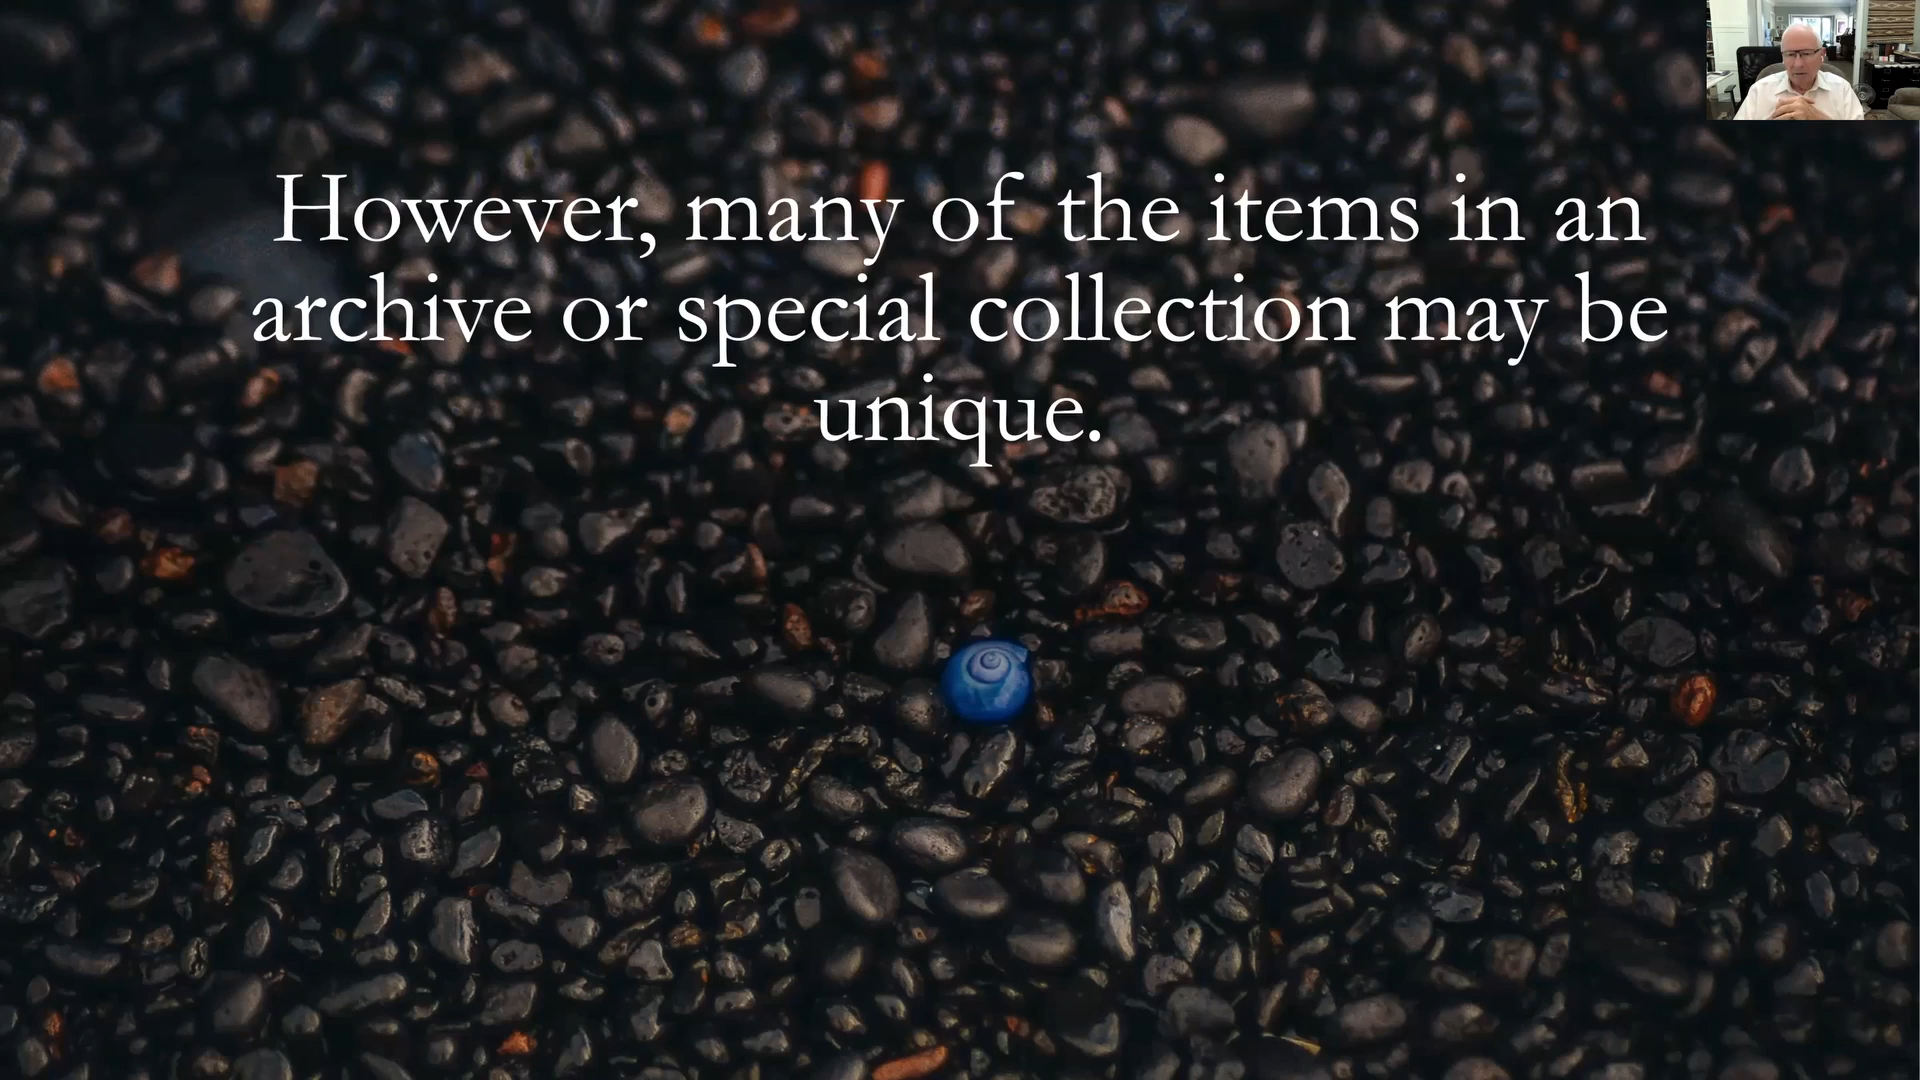 However, many of the items in an
archive or special collection may be
unique.